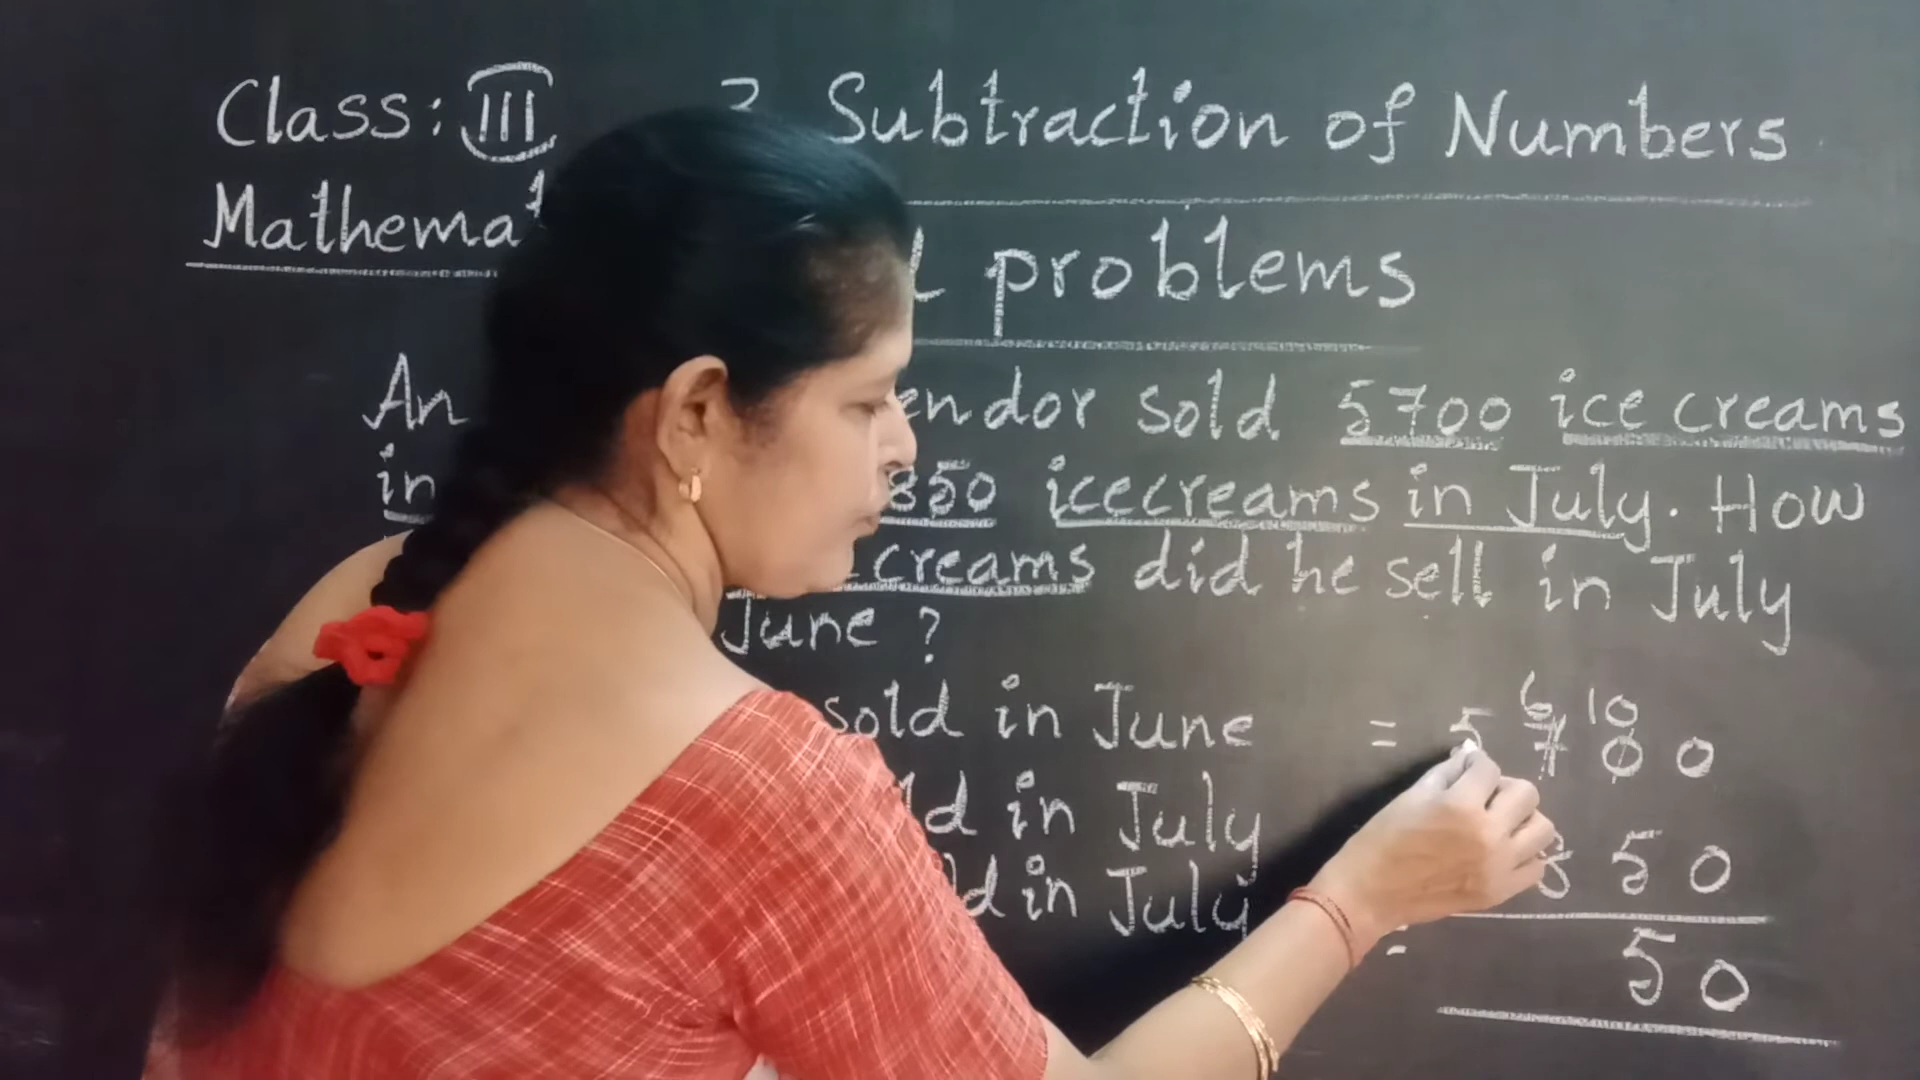 Class: III Subtraction of Numbers
Mathemat
problems
An endor sold 5700 ice creams
in 850 icecreams in July. How
creams did he sell in July
June ?
sold in June = 5 7 0 0
6 10
ld in July 8 5 0
ld in July = 5 0